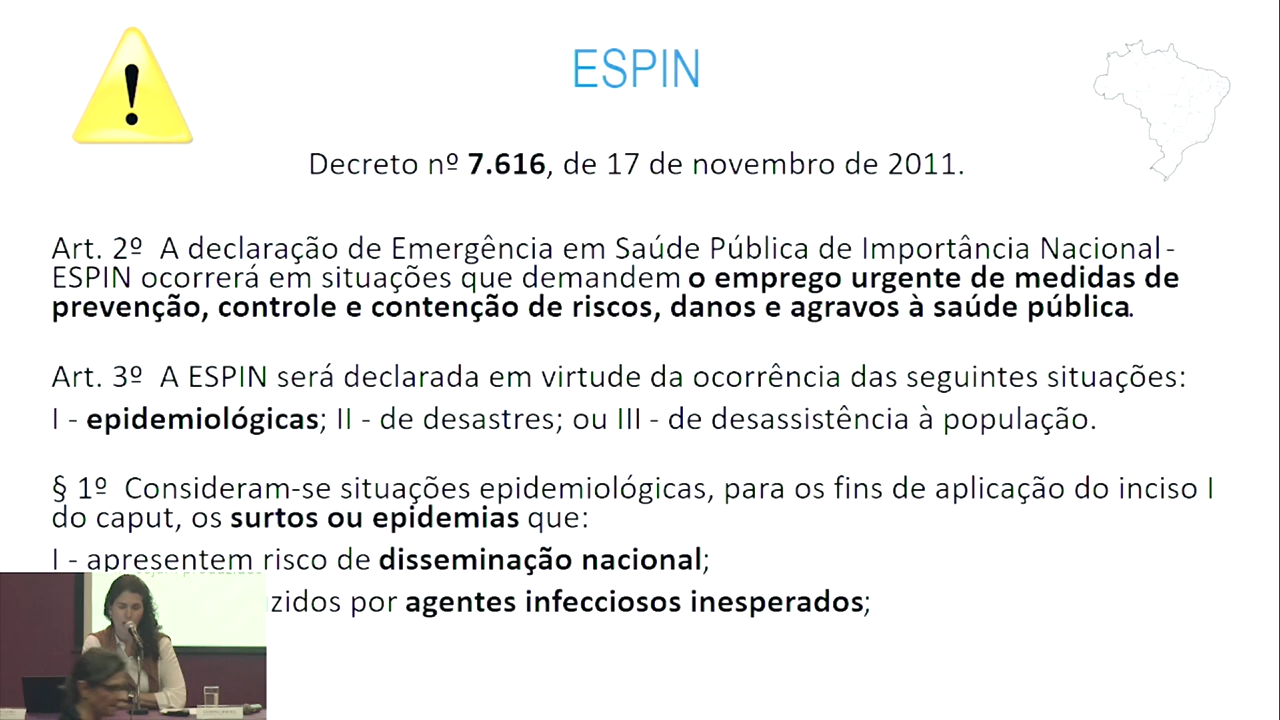 ESPIN
Decreto nº 7.616, de 17 de novembro de 2011.
Art. 2º A declaração de Emergência em Saúde Pública de Importância Nacional -
ESPIN ocorrerá em situações que demandem o emprego urgente de medidas de
prevenção, controle e contenção de riscos, danos e agravos à saúde pública.
Art. 3º A ESPIN será declarada em virtude da ocorrência das seguintes situações:
I - epidemiológicas; II - de desastres; ou III - de desassistência à população.
§ 1º Consideram-se situações epidemiológicas, para os fins de aplicação do inciso I
do caput, os surtos ou epidemias que:
I - apresentem risco de disseminação nacional;
zidos por agentes infecciosos inesperados;